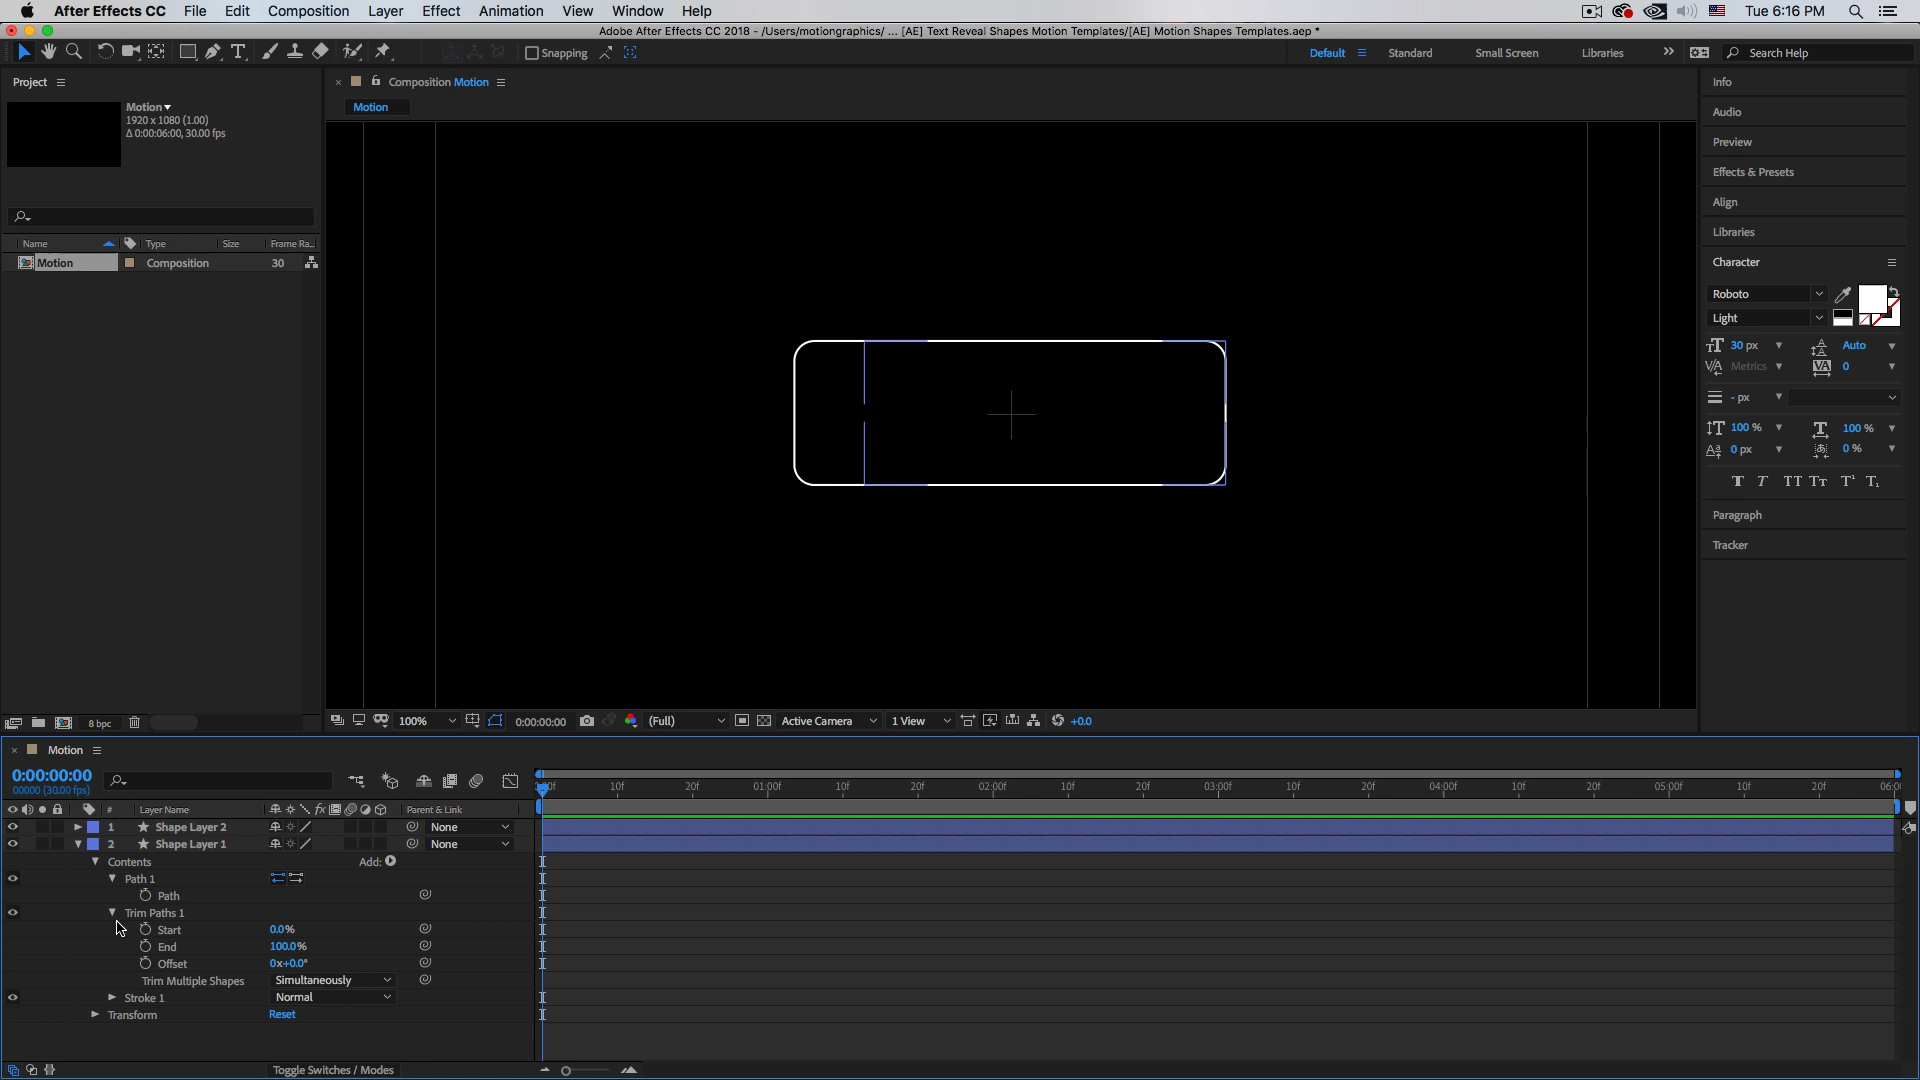 After Effects CC File Edit Composition Layer Effect Animation View Window Help Tue 6:16 PM
Adobe After Effects CC 2018 - /Users/motiongraphics/ ... [AE] Text Reveal Shapes Motion Templates/[AE] Motion Shapes Templates.aep *
Snapping Default Standard Small Screen Libraries Search Help
Project
Composition Motion
Info
Motion
1920 x 1080 (1.00)
Δ 0:00:06:00, 30.00 fps
Motion
Audio
Preview
Effects & Presets
Align
Libraries
Name Type Size Frame Ra...
Motion Composition 30
Character
Roboto
Light
30 px Auto
Metrics 0
- px
100 % 100 %
0 px 0 %
T T TT TT T¹ T₁
Paragraph
Tracker
8 bpc
100% 0:00:00:00 (Full) Active Camera 1 View +0.0
Motion
0:00:00:00
00000 (30.00 fps)
10f 20f 01:00f 10f 20f 02:00f 10f 20f 03:00f 10f 20f 04:00f 10f 20f 05:00f 10f 20f 06:0
# Layer Name Parent & Link
1 Shape Layer 2 None
2 Shape Layer 1 None
Contents Add:
Path 1
Path
Trim Paths 1
Start 0.0%
End 100.0%
Offset 0x+0.0°
Trim Multiple Shapes Simultaneously
Stroke 1 Normal
Transform Reset
Toggle Switches / Modes